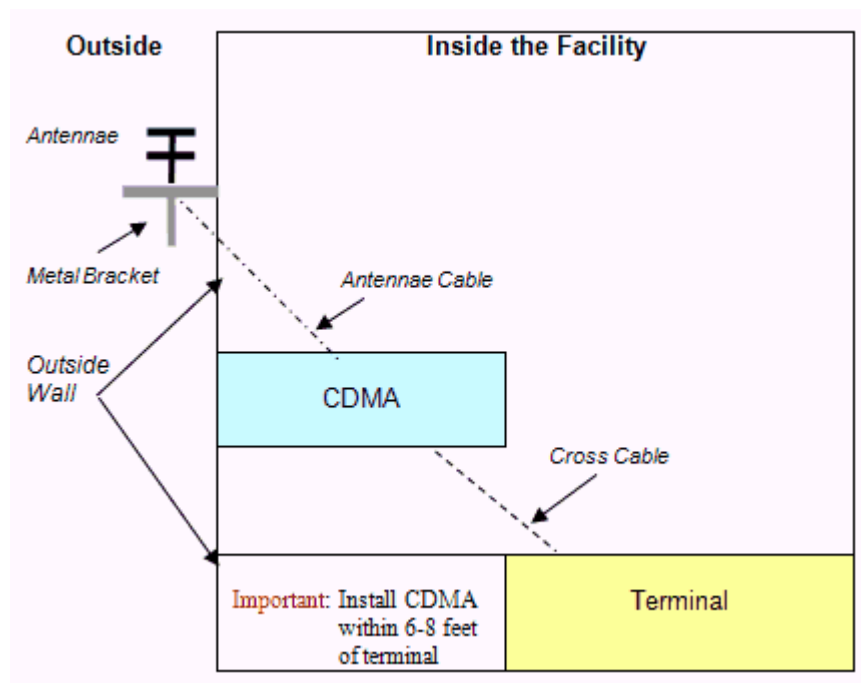 Outside
Inside the Facility
Antennae
Metal Bracket
Antennae Cable
Outside
Wall
CDMA
Cross Cable
Important: Install CDMA
within 6-8 feet
of terminal
Terminal